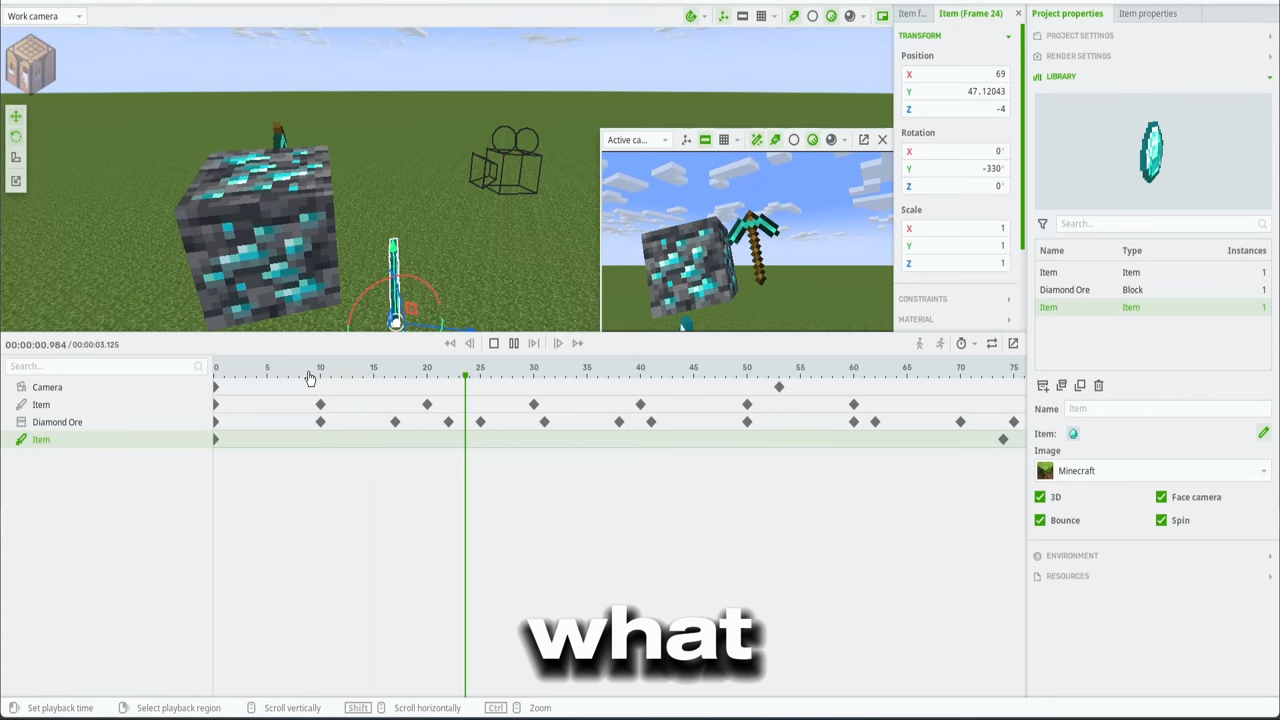 Work camera
Item f...
Item (Frame 24)
Project properties
Item properties
TRANSFORM
Position
X 69
Y 47.12043
Z -4
Rotation
X 0°
Y -330°
Z 0°
Scale
X 1
Y 1
Z 1
CONSTRAINTS
MATERIAL
Active ca...
PROJECT SETTINGS
RENDER SETTINGS
LIBRARY
Search...
Name Type Instances
Item Item 1
Diamond Ore Block 1
Item Item 1
Name Item
Item:
Image
Minecraft
3D Face camera
Bounce Spin
ENVIRONMENT
RESOURCES
00:00:00.984 / 00:00:03.125
Search...
0 5 10 15 20 25 30 35 40 45 50 55 60 65 70 75
Camera
Item
Diamond Ore
Item
what
Set playback time Select playback region Scroll vertically Shift Scroll horizontally Ctrl Zoom